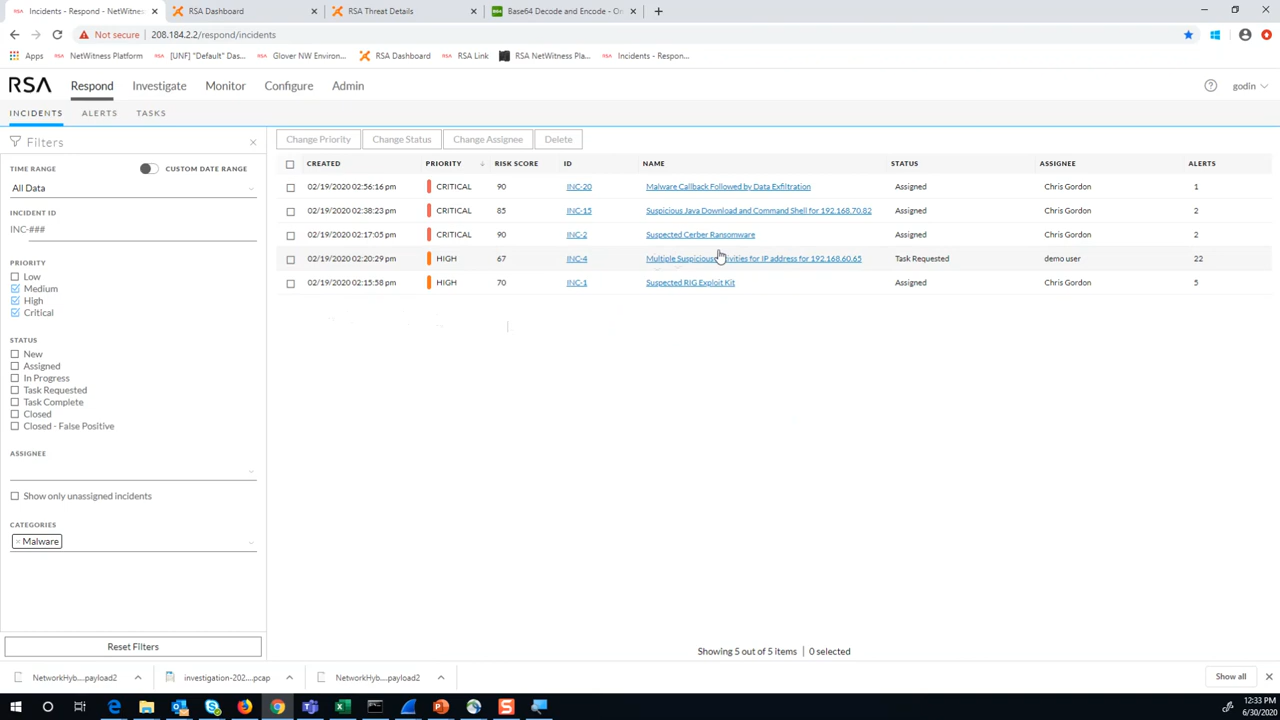 Incidents - Respond - NetWitnes
RSA Dashboard
RSA Threat Details
Base64 Decode and Encode - On
Not secure 208.184.2.2/respond/incidents
Apps NetWitness Platform [UNF] "Default" Das... Glover NW Environ... RSA Dashboard RSA Link RSA NetWitness Pla... Incidents - Respon...
RSA Respond Investigate Monitor Configure Admin godin
INCIDENTS ALERTS TASKS
Filters
TIME RANGE CUSTOM DATE RANGE
All Data
INCIDENT ID
INC-###
PRIORITY
Low
Medium
High
Critical
STATUS
New
Assigned
In Progress
Task Requested
Task Complete
Closed
Closed - False Positive
ASSIGNEE
Show only unassigned incidents
CATEGORIES
× Malware
Reset Filters
Change Priority Change Status Change Assignee Delete
CREATED PRIORITY RISK SCORE ID NAME STATUS ASSIGNEE ALERTS
02/19/2020 02:56:16 pm CRITICAL 90 INC-20 Malware Callback Followed by Data Exfiltration Assigned Chris Gordon 1
02/19/2020 02:38:23 pm CRITICAL 85 INC-15 Suspicious Java Download and Command Shell for 192.168.70.82 Assigned Chris Gordon 2
02/19/2020 02:17:05 pm CRITICAL 90 INC-2 Suspected Cerber Ransomware Assigned Chris Gordon 2
02/19/2020 02:20:29 pm HIGH 67 INC-4 Multiple Suspicious tivities for IP address for 192.168.60.65 Task Requested demo user 22
02/19/2020 02:15:58 pm HIGH 70 INC-1 Suspected RIG Exploit Kit Assigned Chris Gordon 5
Showing 5 out of 5 items | 0 selected
NetworkHyb....payload2 investigation-202....pcap NetworkHyb....payload2 Show all
12:33 PM
6/30/2020